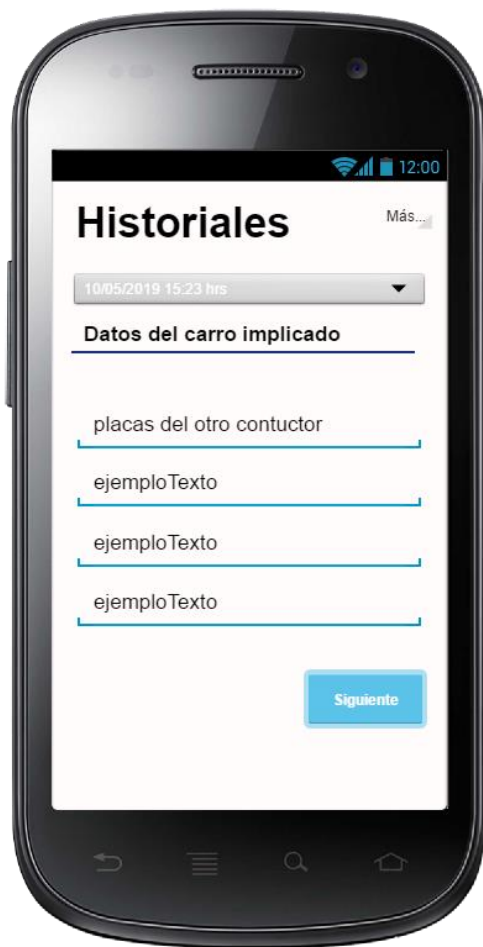 12:00
Historiales
Más...
10/05/2019 15:23 hrs
Datos del carro implicado
placas del otro contuctor
ejemploTexto
ejemploTexto
ejemploTexto
Siguiente